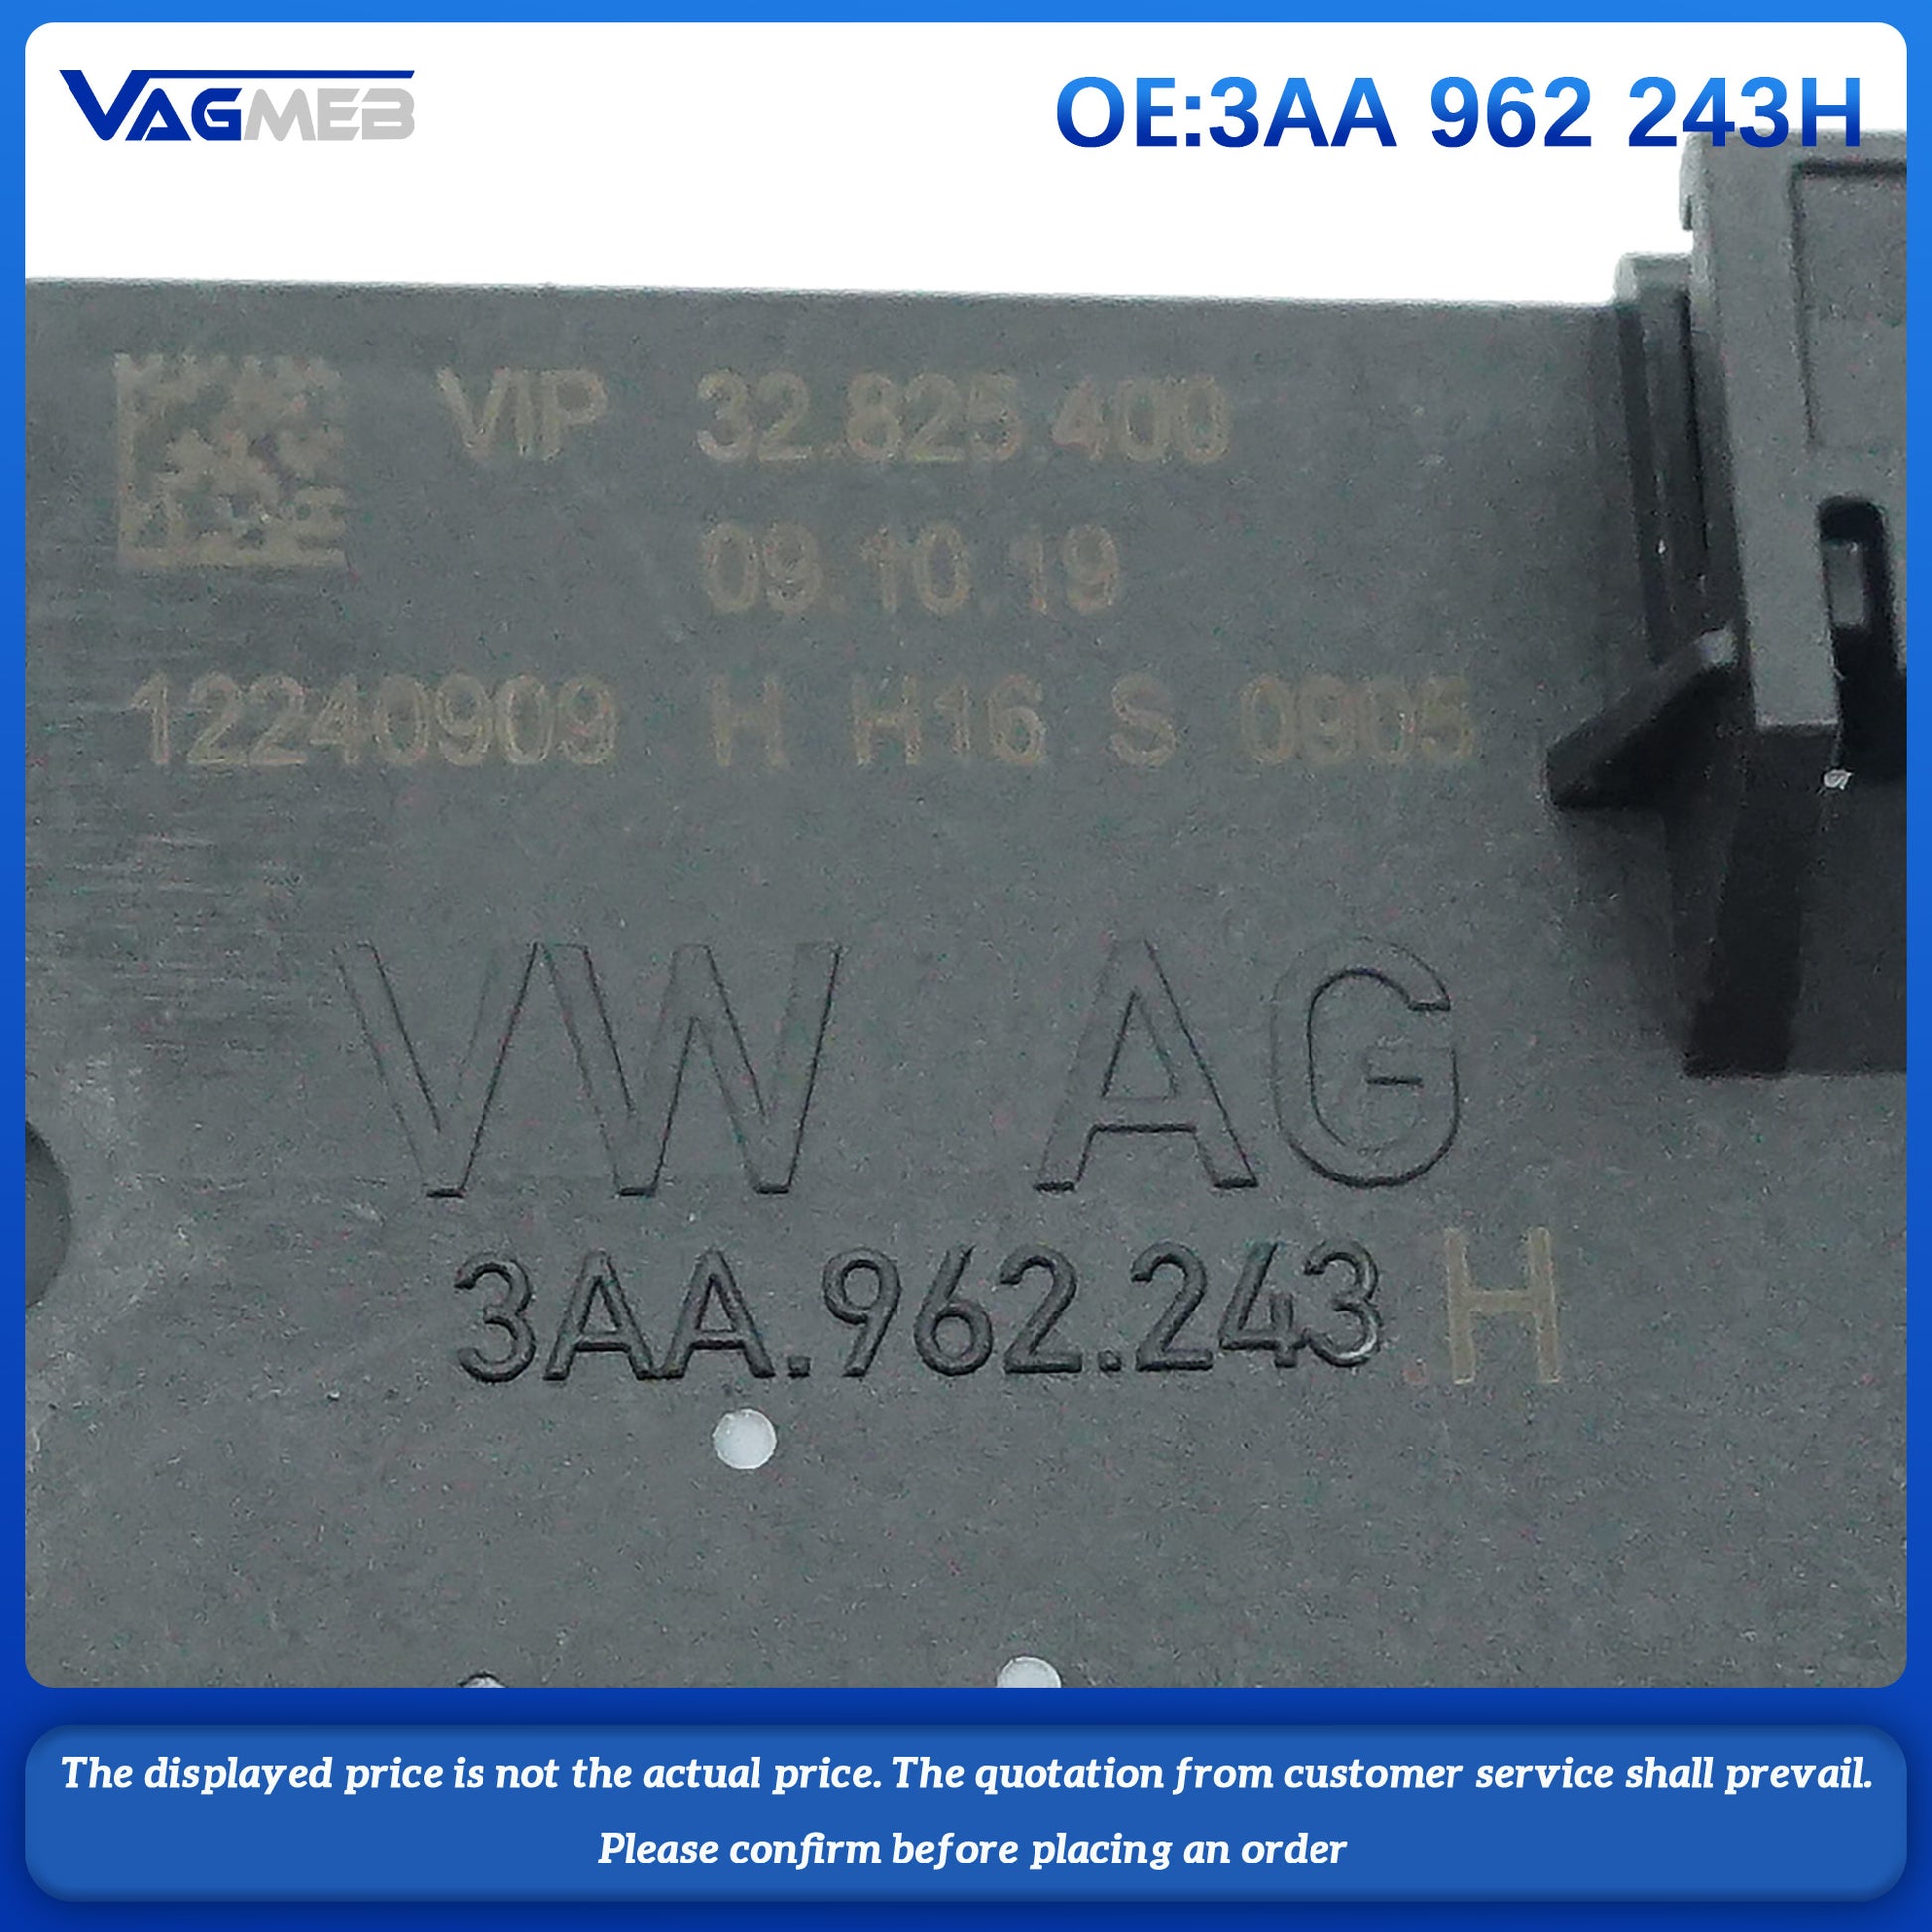 VAGMEB
OE:3AA 962 243H
VIP 32.825.400
09.10.19
12240909 H H16 S 0905
VW AG
3AA.962.243.H
The displayed price is not the actual price. The quotation from customer service shall prevail.
Please confirm before placing an order